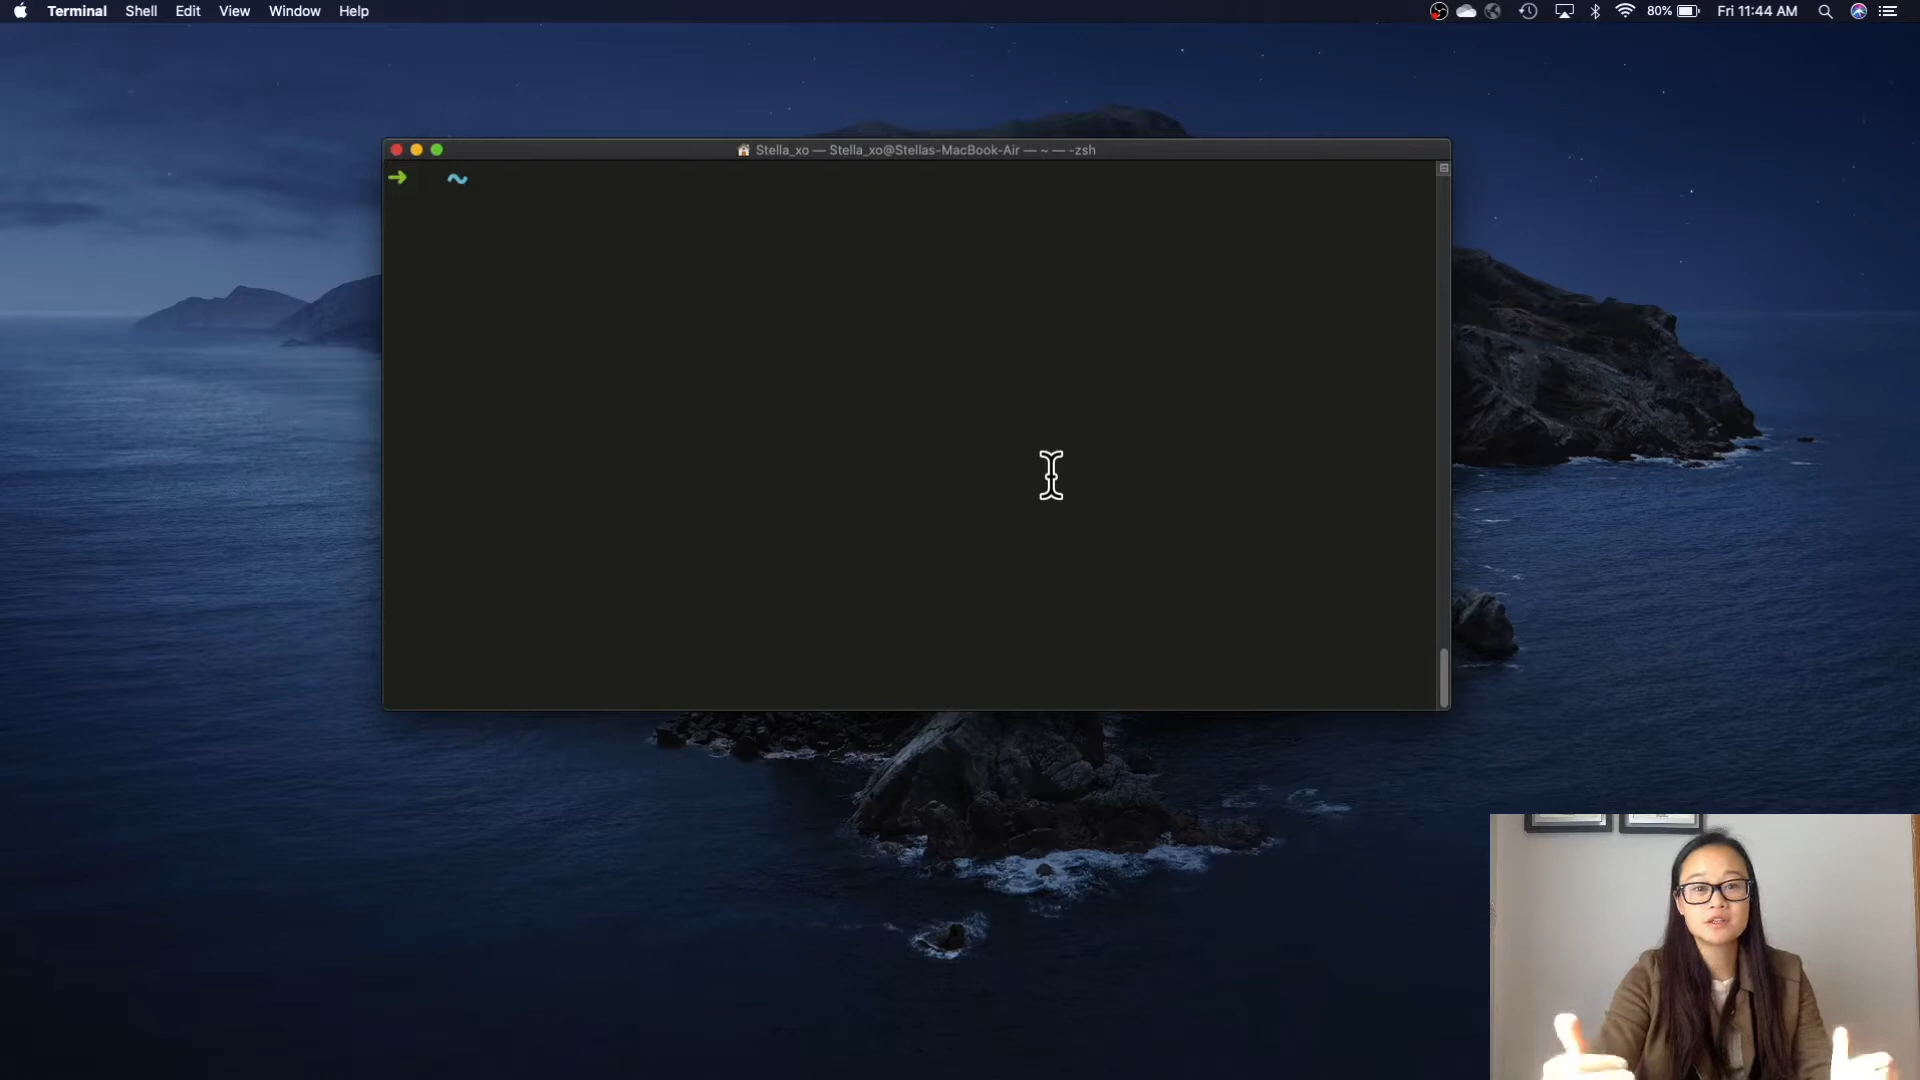 Terminal Shell Edit View Window Help 80% Fri 11:44 AM
Stella_xo — Stella_xo@Stellas-MacBook-Air — ~ — -zsh
➜ ~